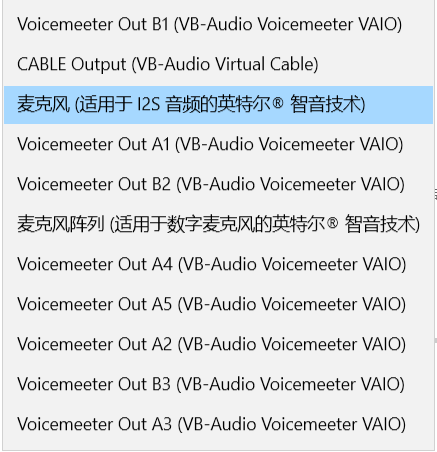 Voicemeeter Out B1 (VB-Audio Voicemeeter VAIO)
CABLE Output (VB-Audio Virtual Cable)
麦克风 (适用于 I2S 音频的英特尔® 智音技术)
Voicemeeter Out A1 (VB-Audio Voicemeeter VAIO)
Voicemeeter Out B2 (VB-Audio Voicemeeter VAIO)
麦克风阵列 (适用于数字麦克风的英特尔® 智音技术)
Voicemeeter Out A4 (VB-Audio Voicemeeter VAIO)
Voicemeeter Out A5 (VB-Audio Voicemeeter VAIO)
Voicemeeter Out A2 (VB-Audio Voicemeeter VAIO)
Voicemeeter Out B3 (VB-Audio Voicemeeter VAIO)
Voicemeeter Out A3 (VB-Audio Voicemeeter VAIO)